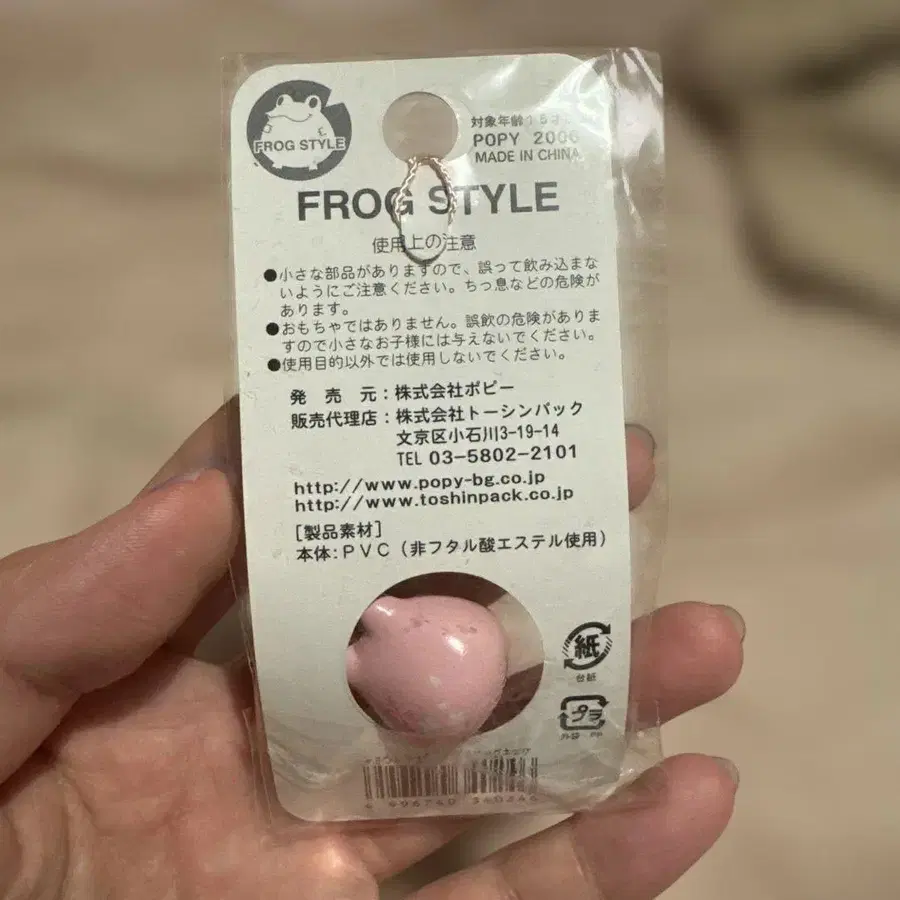 FROG STYLE
対象年齢15才
POPY 2006
MADE IN CHINA
FROG STYLE
使用上の注意
●小さな部品がありますので、誤って飲み込まな
いようにご注意ください。ちっ息などの危険が
あります。
●おもちゃではありません。誤飲の危険がありま
すので小さなお子様には与えないでください。
●使用目的以外では使用しないでください。
発 売 元:株式会社ポピー
販売代理店:株式会社トーシンパック
文京区小石川3-19-14
TEL 03-5802-2101
http://www.popy-bg.co.jp
http://www.toshinpack.co.jp
[製品素材]
本体:PVC(非フタル酸エステル使用)
紙
台紙
プラ
外袋 PP